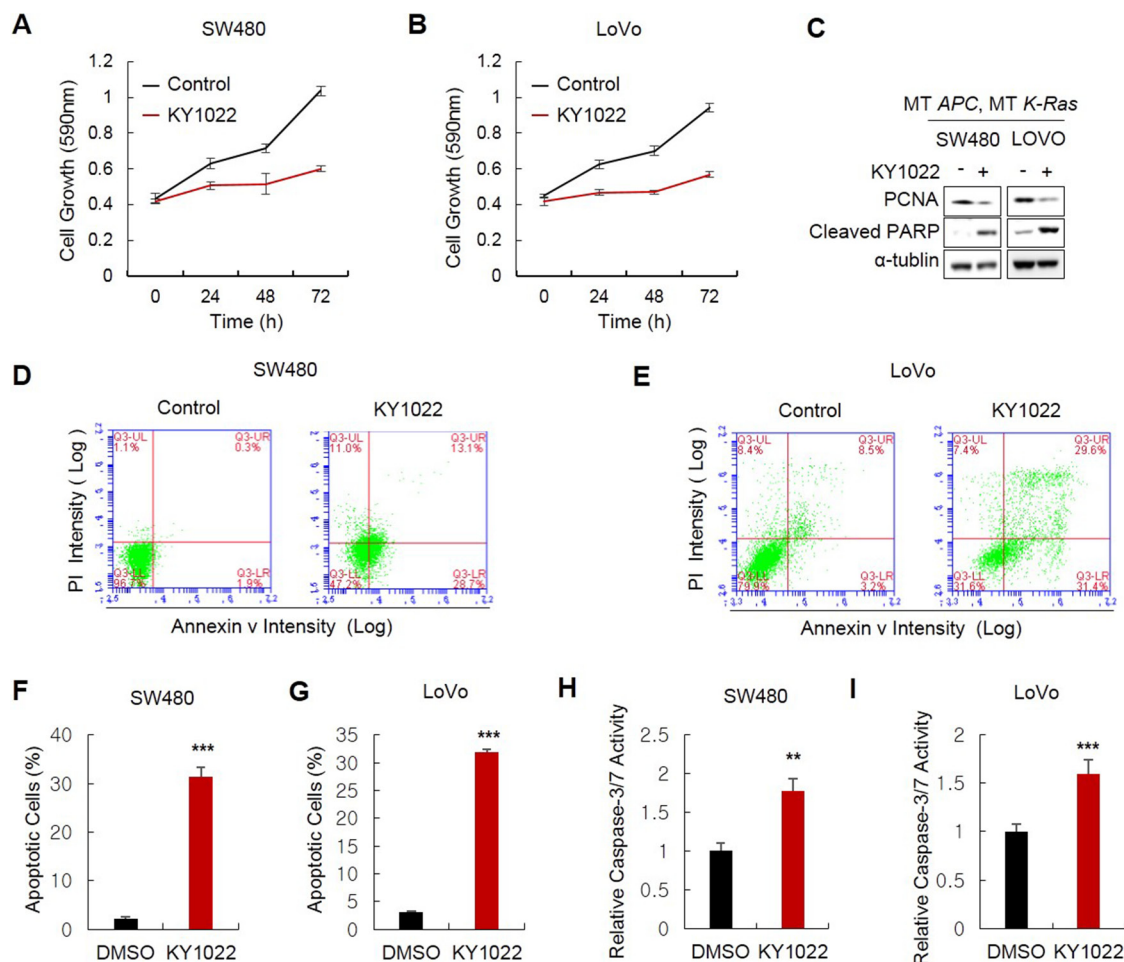 A
SW480
Cell Growth (590nm)
1.2
1
0.8
0.6
0.4
0.2
0
Control
KY1022
0 24 48 72
Time (h)
B
LoVo
Cell Growth (590nm)
1.2
1
0.8
0.6
0.4
0.2
0
Control
KY1022
0 24 48 72
Time (h)
C
MT APC, MT K-Ras
SW480 LOVO
KY1022 - + - +
PCNA
Cleaved PARP
α-tublin
D
SW480
Control
KY1022
PI Intensity ( Log )
Q3-UL Q3-UR
1.1% 0.3%
Q3-LL Q3-LR
96.7% 1.9%
Q3-UL Q3-UR
11.0% 13.1%
Q3-LL Q3-LR
47.2% 28.7%
Annexin v Intensity (Log)
E
LoVo
Control
KY1022
PI Intensity ( Log )
Q3-UL Q3-UR
8.4% 8.5%
Q3-LL Q3-LR
79.9% 3.2%
Q3-UL Q3-UR
7.4% 29.6%
Q3-LL Q3-LR
31.6% 31.4%
Annexin v Intensity (Log)
F
SW480
Apoptotic Cells (%)
40
30
20
10
0
***
DMSO KY1022
G
LoVo
Apoptotic Cells (%)
35
30
25
20
15
10
5
0
***
DMSO KY1022
H
SW480
Relative Caspase-3/7 Activity
2.5
2
1.5
1
0.5
0
**
DMSO KY1022
I
LoVo
Relative Caspase-3/7 Activity
2
1.5
1
0.5
0
***
DMSO KY1022